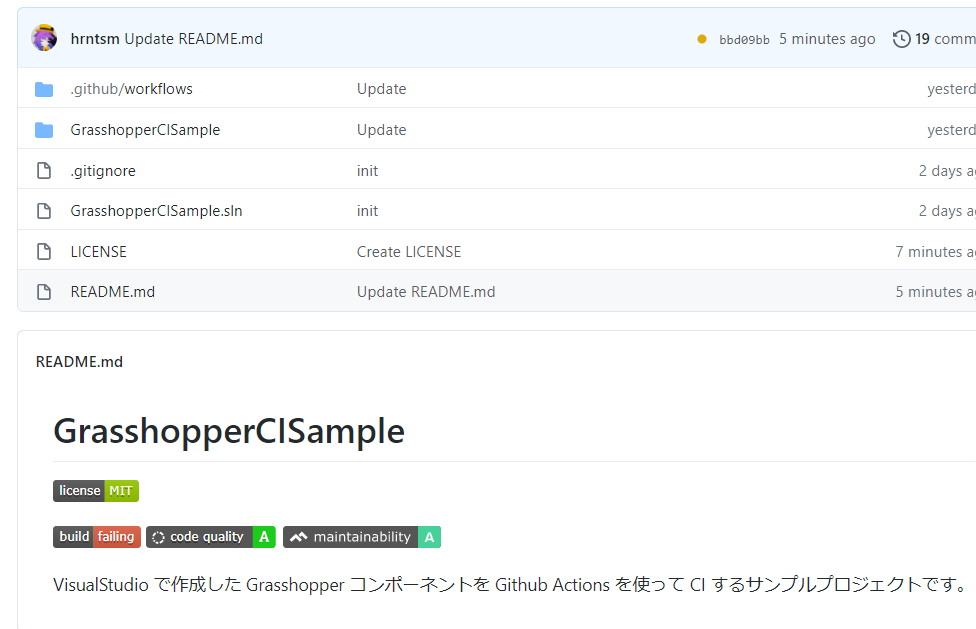 hrntsm Update README.md bbd09bb 5 minutes ago 19 comm
.github/workflows Update yesterd
GrasshopperCISample Update yesterd
.gitignore init 2 days ag
GrasshopperCISample.sln init 2 days ag
LICENSE Create LICENSE 7 minutes ag
README.md Update README.md 5 minutes ag
README.md
GrasshopperCISample
license MIT
build failing code quality A maintainability A
VisualStudio で作成した Grasshopper コンポーネントを Github Actions を使って CI するサンプルプロジェクトです。